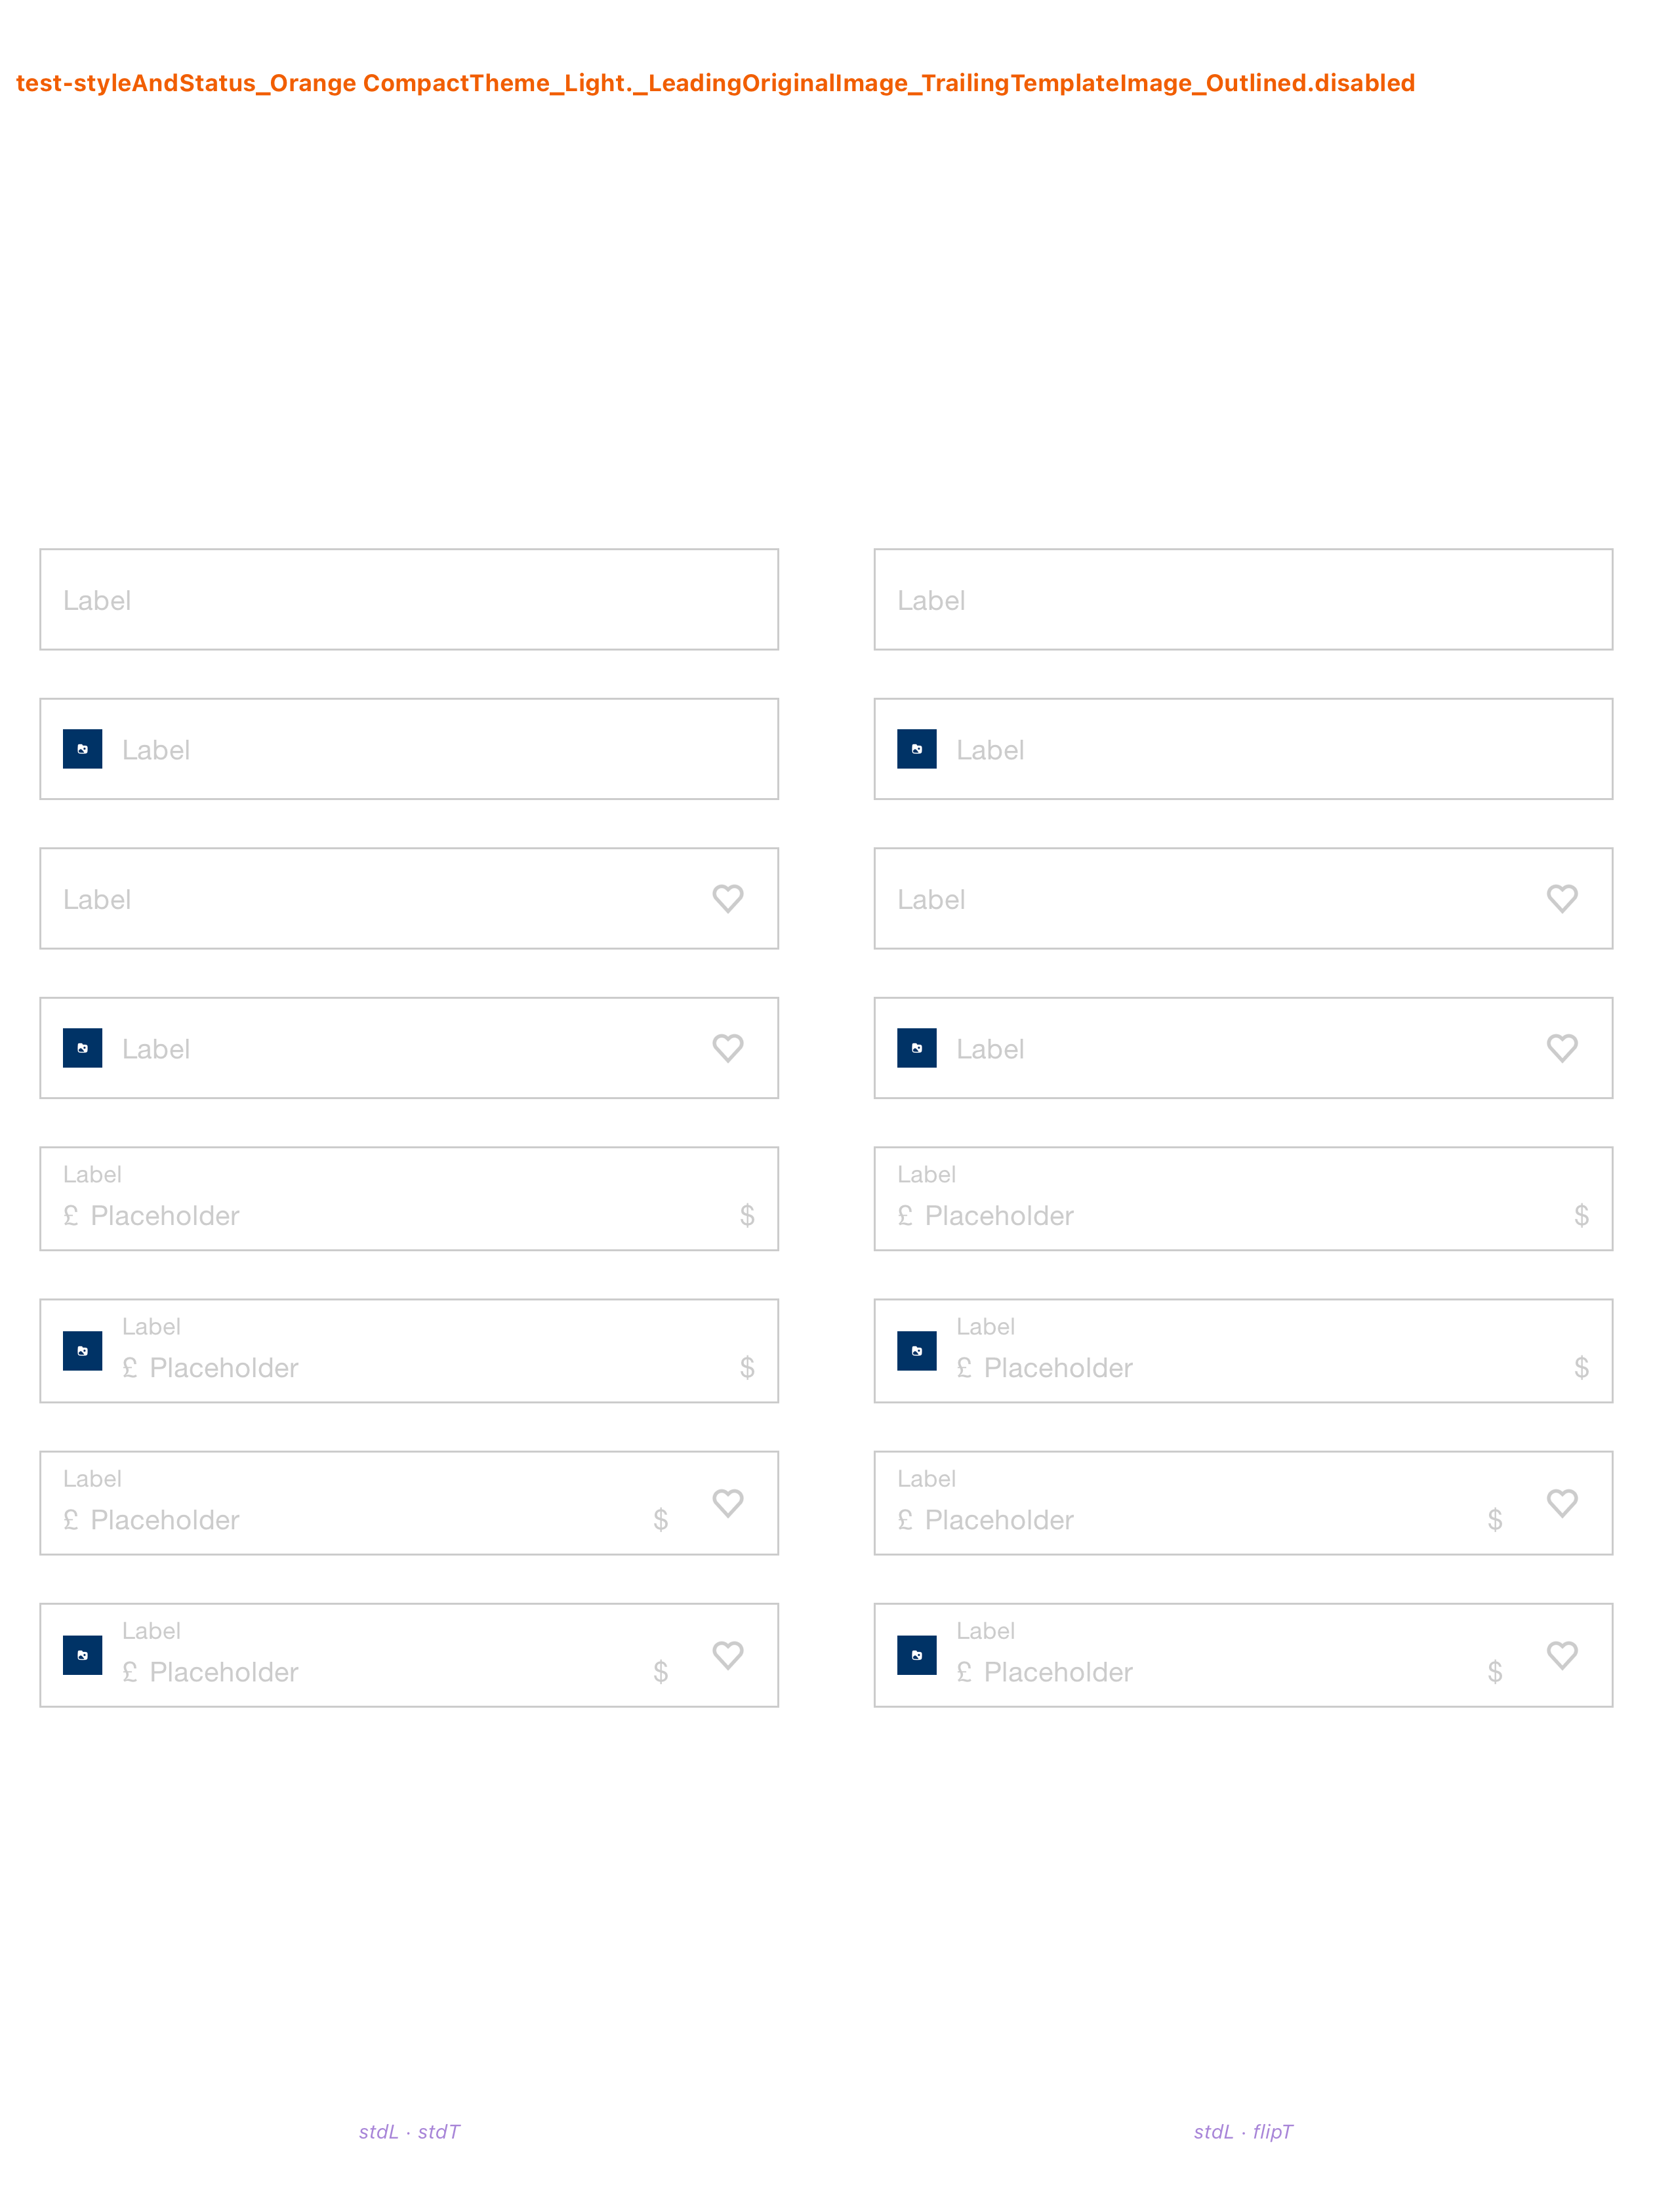 test-styleAndStatus_Orange CompactTheme_Light._LeadingOriginalImage_TrailingTemplateImage_Outlined.disabled
Label
Label
Label
Label
Label
Label
Label
Label
Label
Label
£ Placeholder $
£ Placeholder $
Label
Label
£ Placeholder $
£ Placeholder $
Label
Label
£ Placeholder $
£ Placeholder $
Label
Label
£ Placeholder $
£ Placeholder $
stdL · stdT
stdL · flipT